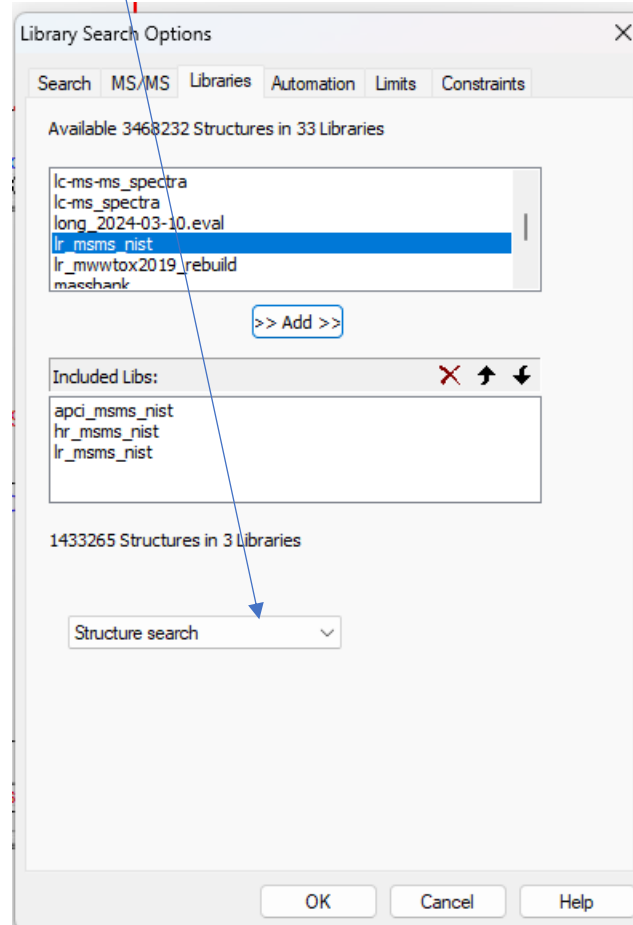 Library Search Options
Search MS/MS Libraries Automation Limits Constraints
Available 3468232 Structures in 33 Libraries
lc-ms-ms_spectra
lc-ms_spectra
long_2024-03-10.eval
lr_msms_nist
lr_mwwtox2019_rebuild
massbank
>> Add >>
Included Libs:
apci_msms_nist
hr_msms_nist
lr_msms_nist
1433265 Structures in 3 Libraries
Structure search
OK Cancel Help